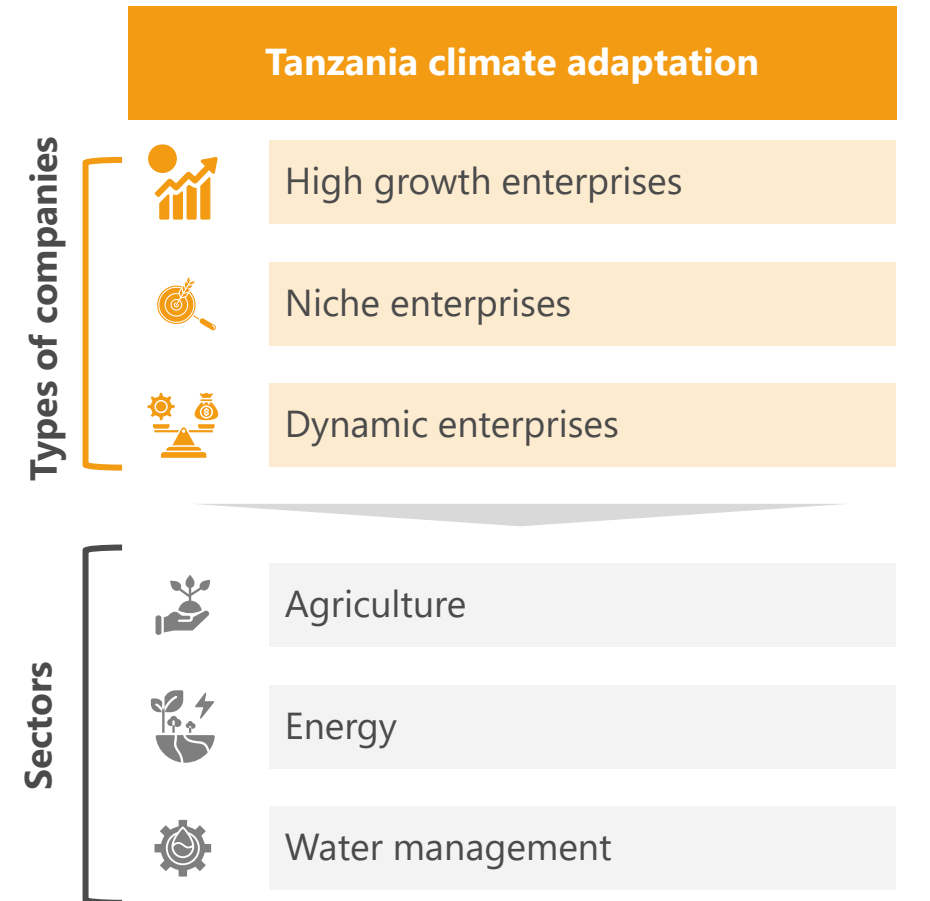 Tanzania climate adaptation
Types of companies
High growth enterprises
Niche enterprises
Dynamic enterprises
Sectors
Agriculture
Energy
Water management